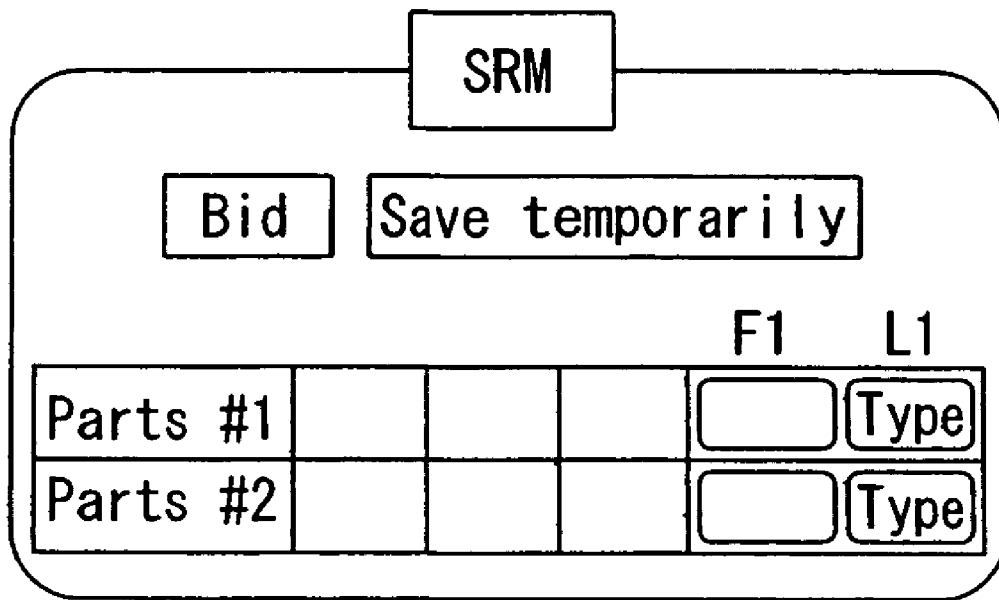 SRM
Bid Save temporarily
F1 L1
Parts #1 Type
Parts #2 Type